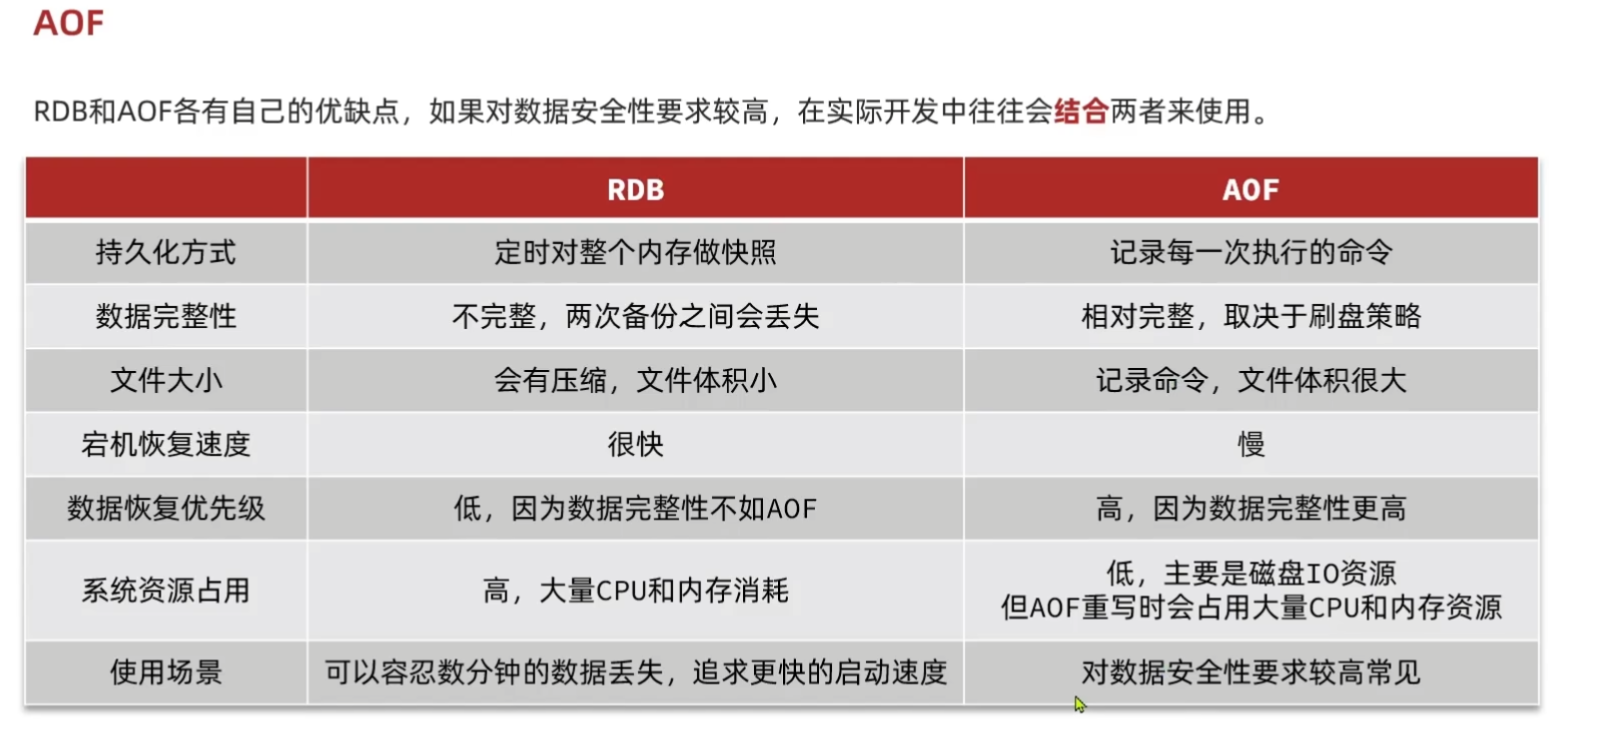 AOF
RDB和AOF各有自己的优缺点，如果对数据安全性要求较高，在实际开发中往往会结合两者来使用。
RDB AOF
持久化方式 定时对整个内存做快照 记录每一次执行的命令
数据完整性 不完整，两次备份之间会丢失 相对完整，取决于刷盘策略
文件大小 会有压缩，文件体积小 记录命令，文件体积很大
宕机恢复速度 很快 慢
数据恢复优先级 低，因为数据完整性不如AOF 高，因为数据完整性更高
系统资源占用 高，大量CPU和内存消耗 低，主要是磁盘IO资源
但AOF重写时会占用大量CPU和内存资源
使用场景 可以容忍数分钟的数据丢失，追求更快的启动速度 对数据安全性要求较高常见